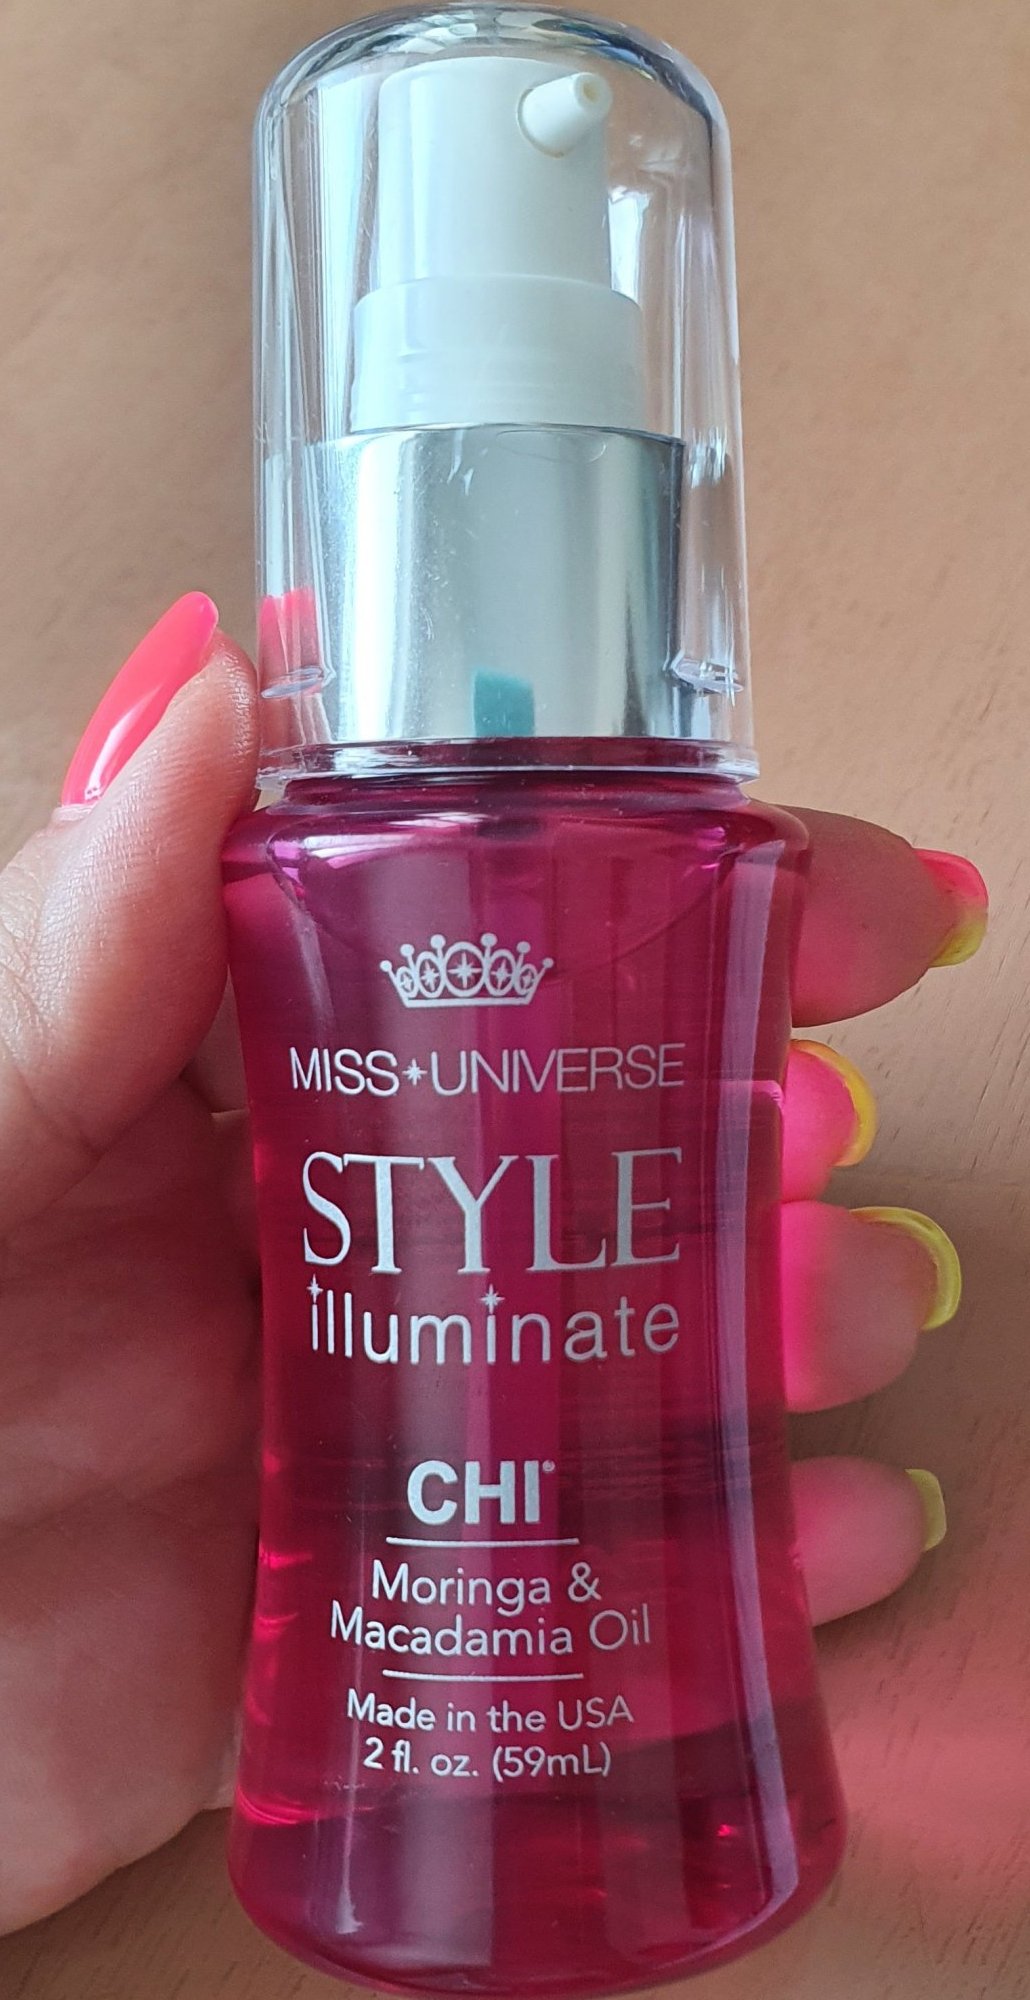 MISS UNIVERSE
STYLE
illuminate
CHI®
Moringa &
Macadamia Oil
Made in the USA
2 fl. oz. (59mL)